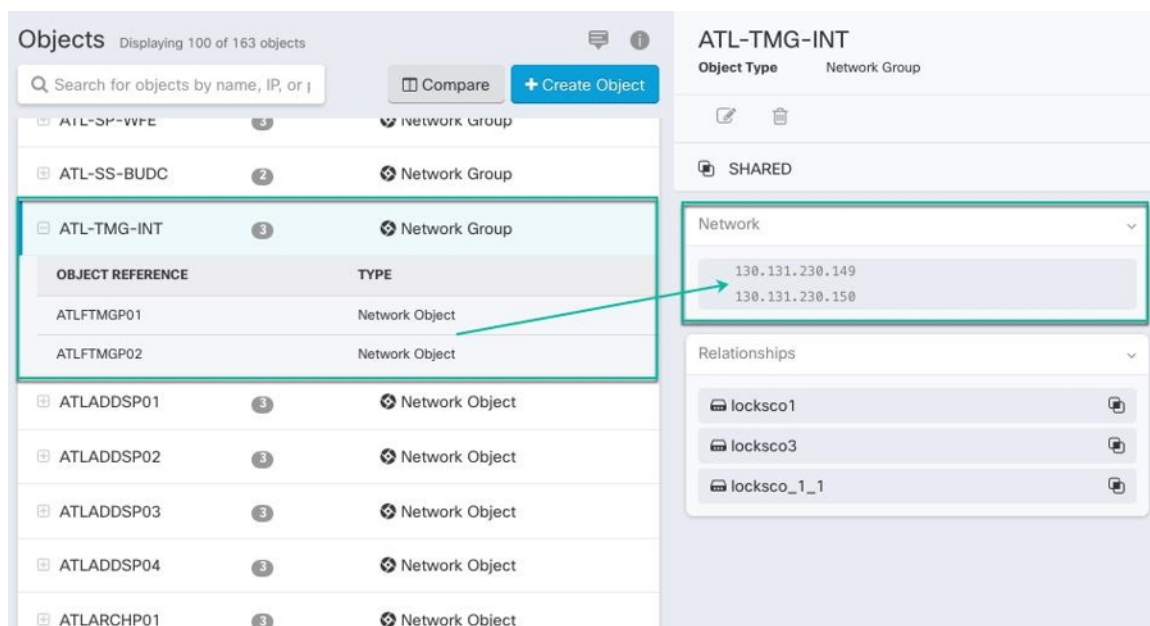 Objects Displaying 100 of 163 objects
Search for objects by name, IP, or p
Compare
+ Create Object
ATL-SP-WFE 3 Network Group
ATL-SS-BUDC 2 Network Group
ATL-TMG-INT 3 Network Group
OBJECT REFERENCE TYPE
ATLFTMGP01 Network Object
ATLFTMGP02 Network Object
ATLADDSP01 3 Network Object
ATLADDSP02 3 Network Object
ATLADDSP03 3 Network Object
ATLADDSP04 3 Network Object
ATLARCHP01 3 Network Object
ATL-TMG-INT
Object Type Network Group
SHARED
Network
130.131.230.149
130.131.230.150
Relationships
locksco1
locksco3
locksco_1_1